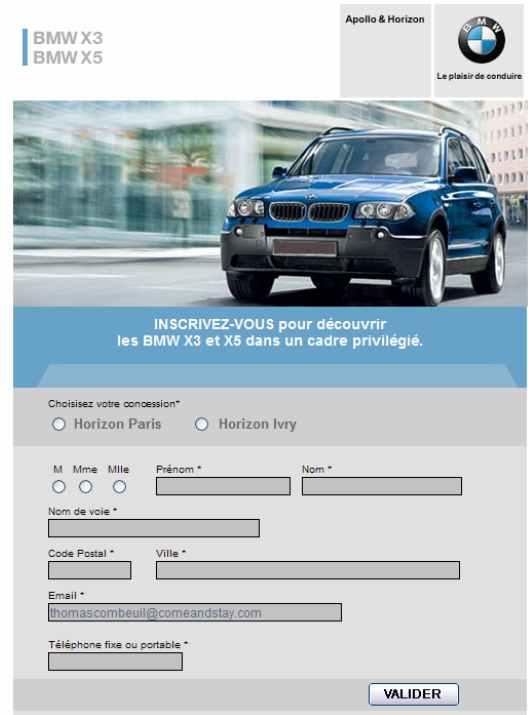 BMW X3
BMW X5
Apollo & Horizon
BMW
Le plaisir de conduire
INSCRIVEZ-VOUS pour découvrir
les BMW X3 et X5 dans un cadre privilégié.
Choisisez votre concession*
Horizon Paris Horizon Ivry
M Mme Mlle Prénom * Nom *
Nom de voie *
Code Postal * Ville *
Email *
thomascombeuil@comeandstay.com
Téléphone fixe ou portable *
VALIDER